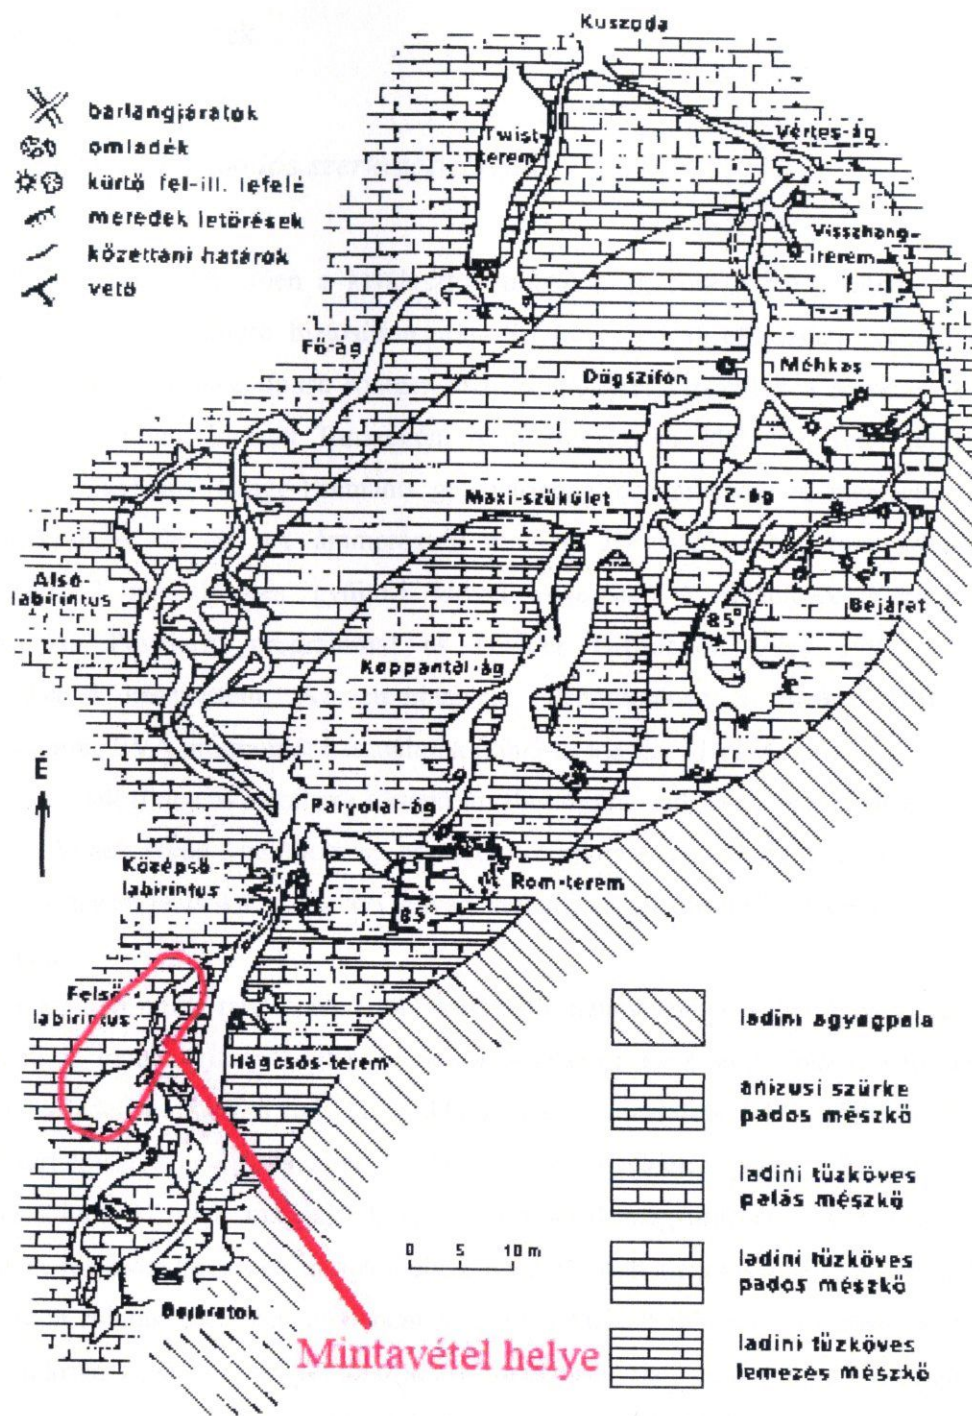 Kuszoda
barlangjáratok
omladék
kürtő fel-ill. lefelé
meredek letörések
kőzettani határok
vető
Twist-
terem
Vértes-ág
Visszhang-
terem
Fő-ág
Dögszifon
Méhkas
Maxi-szűkület
Z-ág
Alsó-
labirintus
Bejárat
85°
Koppantól-ág
É
Patyolat-ág
Középső-
labirintus
Róm-terem
85°
Felső-
labirintus
Hágcsós-terem
ladini agyagpala
anizusi szürke
pados mészkő
ladini tűzköves
palás mészkő
0 5 10 m
ladini tűzköves
pados mészkő
Bejáratok
ladini tűzköves
lemezes mészkő
Mintavétel helye